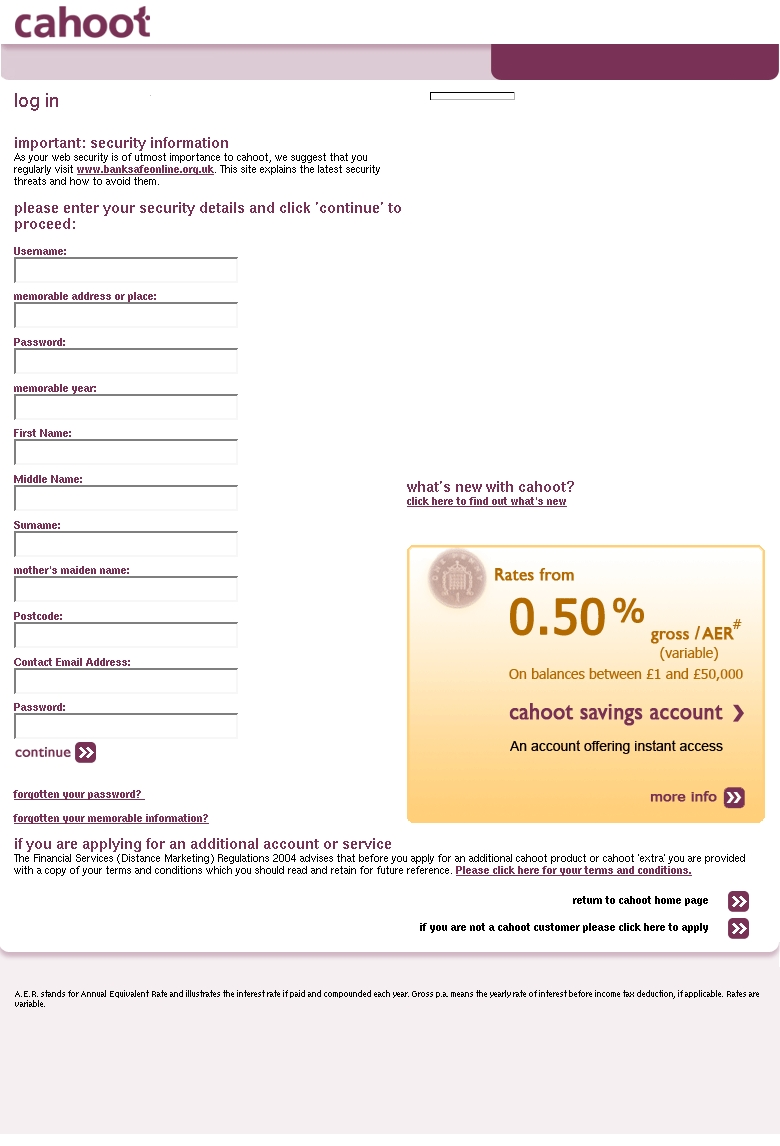 cahoot
log in
important: security information
As your web security is of utmost importance to cahoot, we suggest that you
regularly visit www.banksafeonline.org.uk. This site explains the latest security
threats and how to avoid them.
please enter your security details and click 'continue' to
proceed:
Username:
memorable address or place:
Password:
memorable year:
First Name:
Middle Name:
Surname:
mother's maiden name:
Postcode:
Contact Email Address:
Password:
continue
forgotten your password?
forgotten your memorable information?
what's new with cahoot?
click here to find out what's new
ONE PENNY
1
Rates from
0.50%
gross / AER#
(variable)
On balances between £1 and £50,000
cahoot savings account ❯
An account offering instant access
more info
if you are applying for an additional account or service
The Financial Services (Distance Marketing) Regulations 2004 advises that before you apply for an additional cahoot product or cahoot 'extra' you are provided
with a copy of your terms and conditions which you should read and retain for future reference. Please click here for your terms and conditions.
return to cahoot home page
if you are not a cahoot customer please click here to apply
A.E.R. stands for Annual Equivalent Rate and illustrates the interest rate if paid and compounded each year. Gross p.a. means the yearly rate of interest before income tax deduction, if applicable. Rates are
variable.